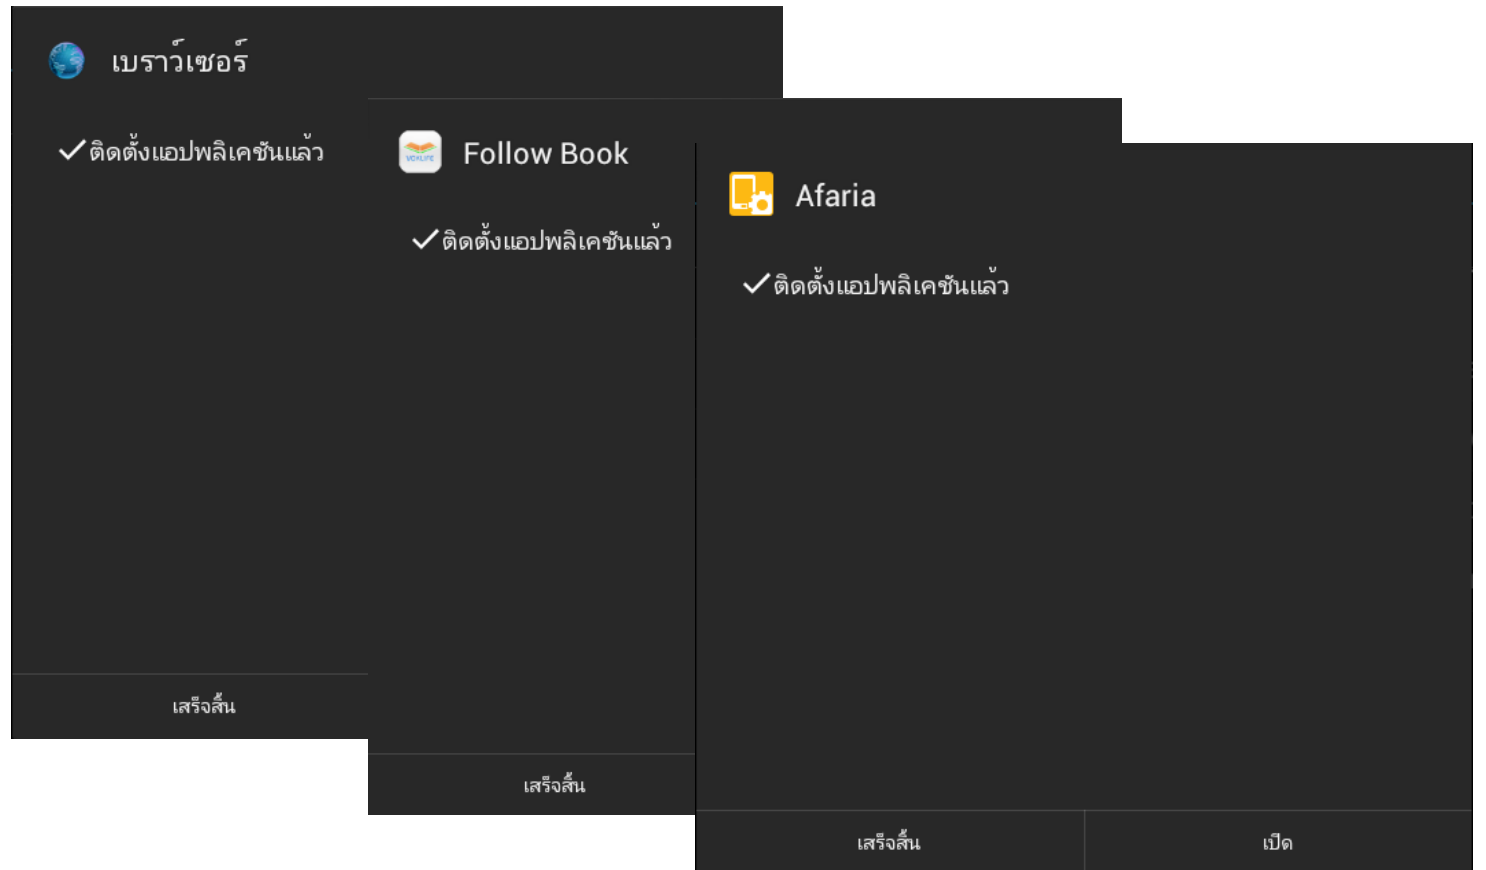 เบราว์เซอร์
ติดตั้งแอปพลิเคชันแล้ว
เสร็จสิ้น
Follow Book
ติดตั้งแอปพลิเคชันแล้ว
เสร็จสิ้น
Afaria
ติดตั้งแอปพลิเคชันแล้ว
เสร็จสิ้น
เปิด